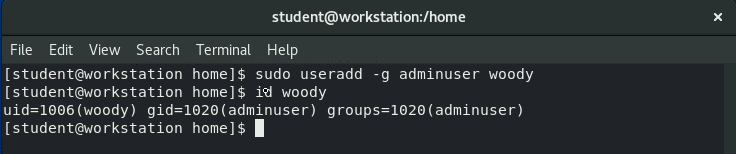 student@workstation:/home ×
File Edit View Search Terminal Help
[student@workstation home]$ sudo useradd -g adminuser woody
[student@workstation home]$ id woody
uid=1006(woody) gid=1020(adminuser) groups=1020(adminuser)
[student@workstation home]$